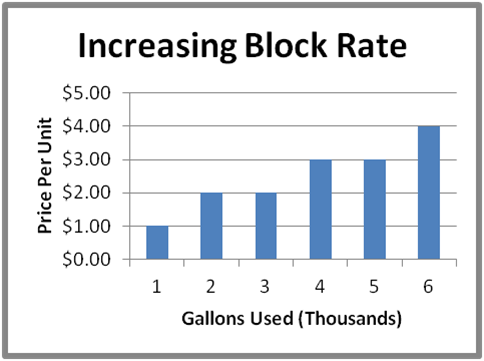 Increasing Block Rate
Price Per Unit
$5.00
$4.00
$3.00
$2.00
$1.00
$0.00
1 2 3 4 5 6
Gallons Used (Thousands)